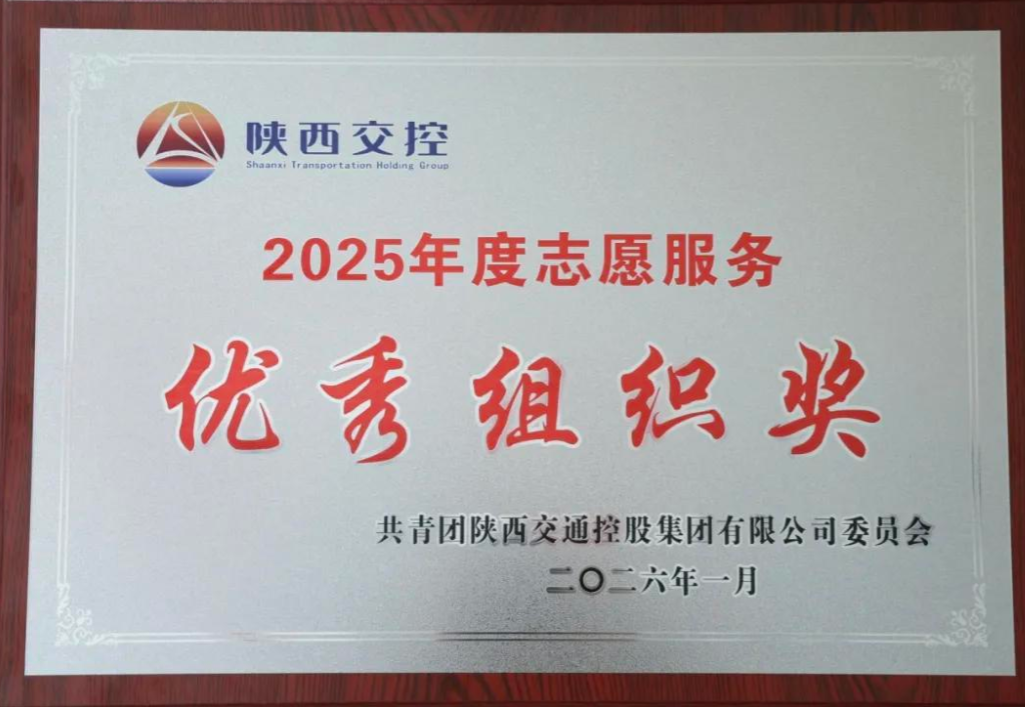 陕西交控
Shaanxi Transportation Holding Group
2025年度志愿服务
优秀组织奖
共青团陕西交通控股集团有限公司委员会
二〇二六年一月